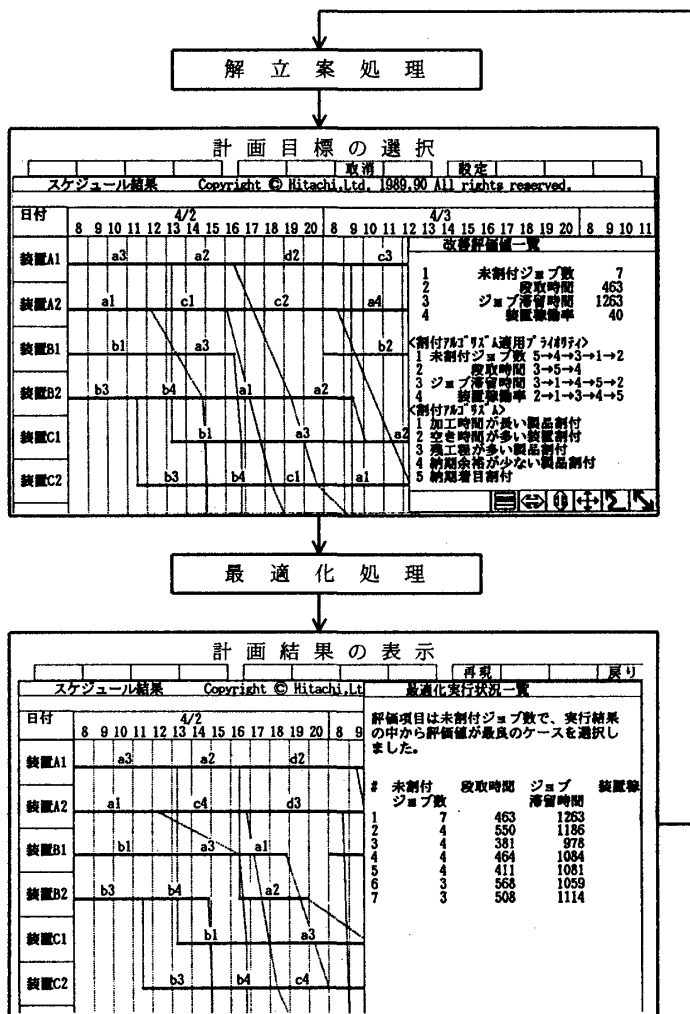 解立案処理
計画目標の選択
取消 設定
スケジュール結果 Copyright © Hitachi,Ltd. 1989,90 All rights reserved.
日付 4/2 4/3
8 9 10 11 12 13 14 15 16 17 18 19 20 8 9 10 11 12 13 14 15 16 17 18 19 20 8 9 10 11
改善評価値一覧
1 未割付ジョブ数 7
2 段取時間 463
3 ジョブ滞留時間 1263
4 装置稼働率 40
<割付アルゴリズム適用プライオリティ>
1 未割付ジョブ数 5→4→3→1→2
2 段取時間 3→5→4
3 ジョブ滞留時間 3→1→4→5→2
4 装置稼働率 2→1→3→4→5
<割付アルゴリズム>
1 加工時間が長い製品割付
2 空き時間が多い装置割付
3 残工程が多い製品割付
4 納期余裕が少ない製品割付
5 納期着目割付
装置A1 a3 a2 d2 c3
装置A2 a1 c1 c2 a4
装置B1 b1 a3 b2
装置B2 b3 b4 a1 a2
装置C1 b1 a3 a2
装置C2 b3 b4 c1 a1
最適化処理
計画結果の表示
再現 戻り
スケジュール結果 Copyright © Hitachi,Lt
最適化実行状況一覧
日付 4/2
8 9 10 11 12 13 14 15 16 17 18 19 20 8 9
装置A1 a3 a2 d2
装置A2 a1 c4 d3
装置B1 b1 a3 a1
装置B2 b3 b4 a2
装置C1 b1 a3
装置C2 b3 b4 c4
評価項目は未割付ジョブ数で、実行結果
の中から評価値が最良のケースを選択し
ました。
# 未割付 段取時間 ジョブ 装置稼
ジョブ数 滞留時間
1 7 463 1263
2 4 550 1186
3 4 381 978
4 4 464 1084
5 4 411 1081
6 3 568 1059
7 3 508 1114